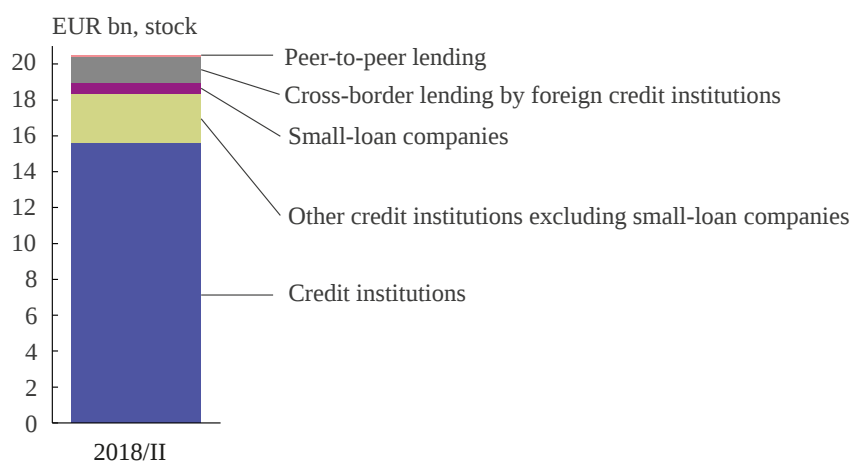 EUR bn, stock
20
18
16
14
12
10
8
6
4
2
0
2018/II
Peer-to-peer lending
Cross-border lending by foreign credit institutions
Small-loan companies
Other credit institutions excluding small-loan companies
Credit institutions